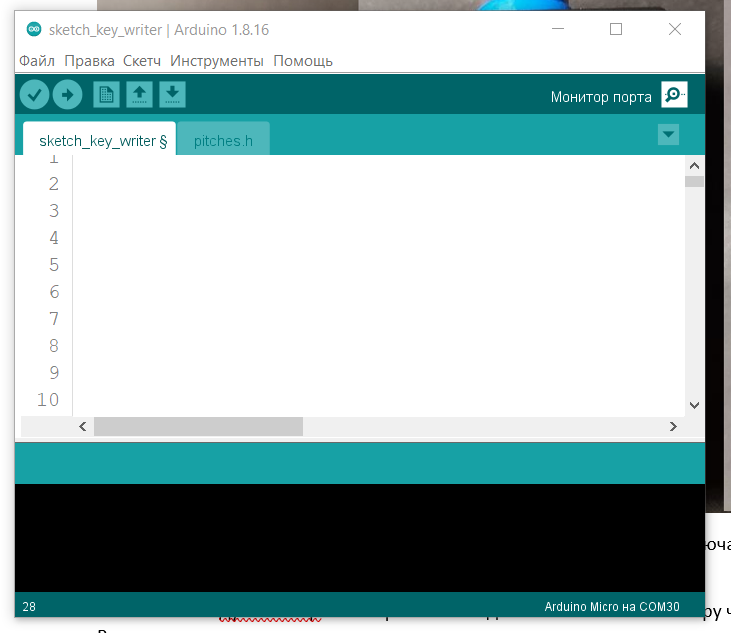 sketch_key_writer | Arduino 1.8.16
Файл Правка Скетч Инструменты Помощь
Монитор порта
sketch_key_writer § pitches.h
1
2
3
4
5
6
7
8
9
10
28 Arduino Micro на COM30